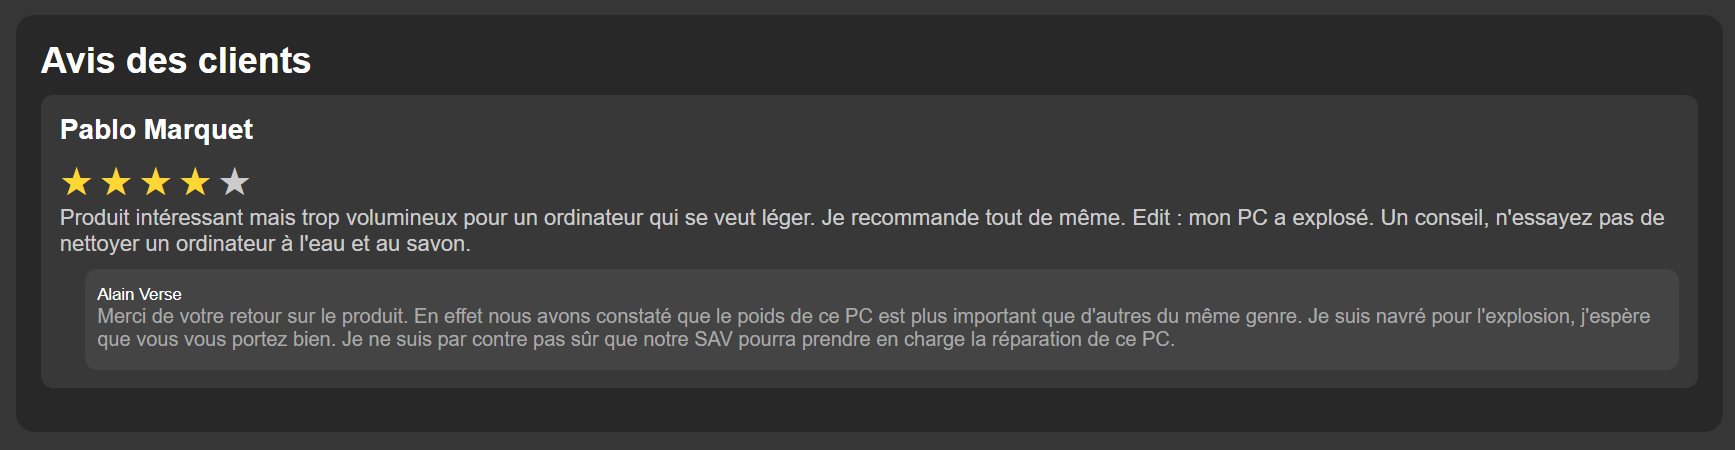 Avis des clients
Pablo Marquet
Produit intéressant mais trop volumineux pour un ordinateur qui se veut léger. Je recommande tout de même. Edit : mon PC a explosé. Un conseil, n'essayez pas de
nettoyer un ordinateur à l'eau et au savon.
Alain Verse
Merci de votre retour sur le produit. En effet nous avons constaté que le poids de ce PC est plus important que d'autres du même genre. Je suis navré pour l'explosion, j'espère
que vous vous portez bien. Je ne suis par contre pas sûr que notre SAV pourra prendre en charge la réparation de ce PC.